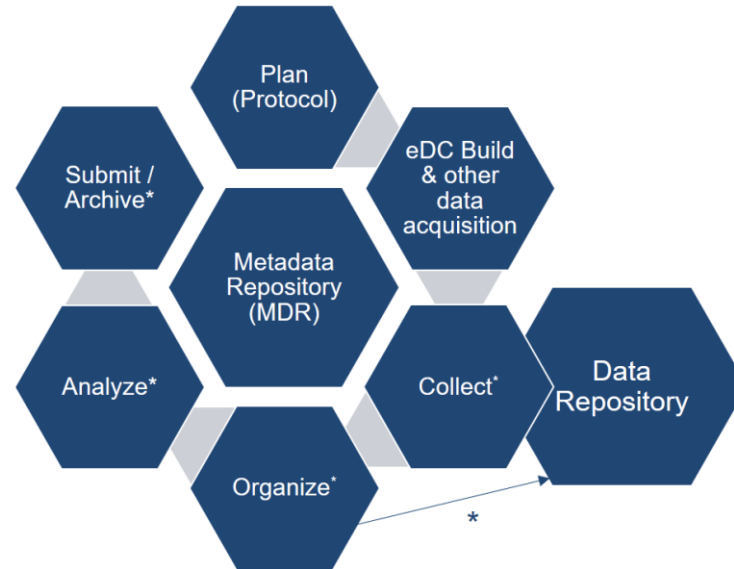 Plan
(Protocol)
eDC Build
& other
data
acquisition
Submit /
Archive*
Metadata
Repository
(MDR)
Analyze*
Collect*
Data
Repository
Organize*
*